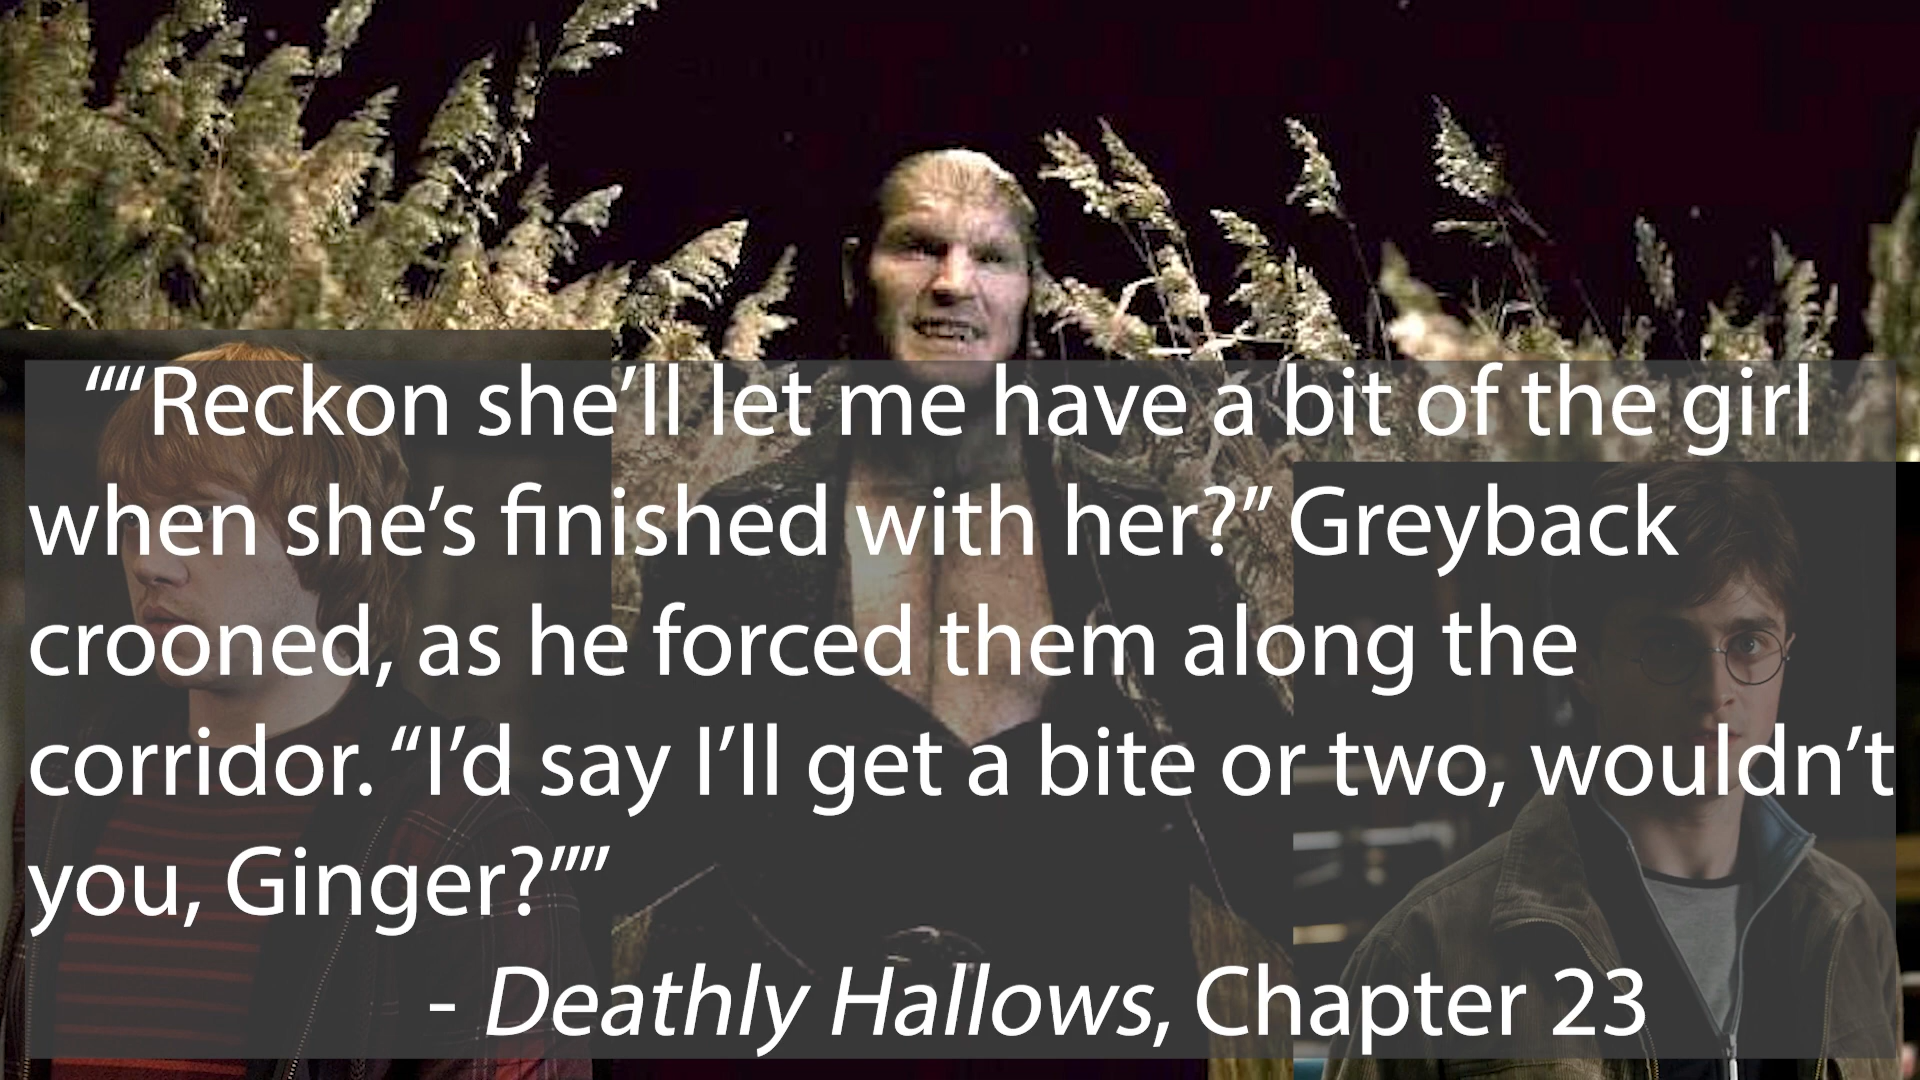 ““Reckon she’ll let me have a bit of the girl
when she’s finished with her?” Greyback
crooned, as he forced them along the
corridor. “I’d say I’ll get a bite or two, wouldn’t
you, Ginger?””
- Deathly Hallows, Chapter 23